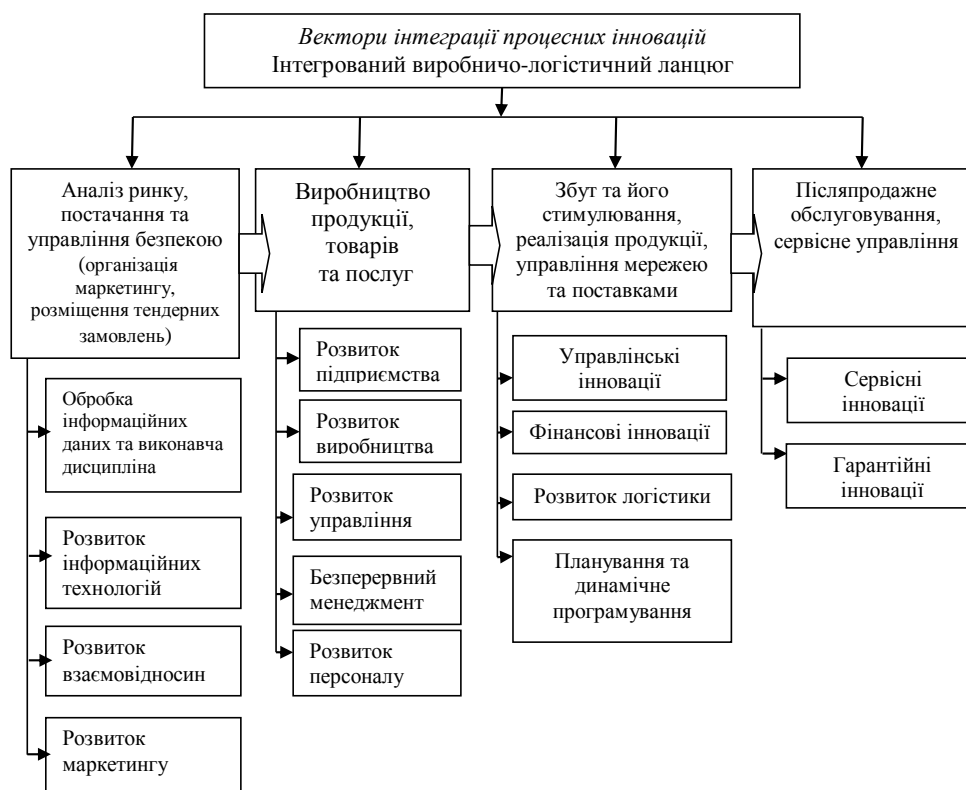 Вектори інтеграції процесних інновацій
Інтегрований виробничо-логістичний ланцюг
Аналіз ринку,
постачання та
управління безпекою
(організація
маркетингу,
розміщення тендерних
замовлень)
Обробка
інформаційних
даних та виконавча
дисципліна
Розвиток
інформаційних
технологій
Розвиток
взаємовідносин
Розвиток
маркетингу
Виробництво
продукції,
товарів
та послуг
Розвиток
підприємства
Розвиток
виробництва
Розвиток
управління
Безперервний
менеджмент
Розвиток
персоналу
Збут та його
стимулювання,
реалізація продукції,
управління мережею
та поставками
Управлінські
інновації
Фінансові інновації
Розвиток логістики
Планування та
динамічне
програмування
Післяпродажне
обслуговування,
сервісне управління
Сервісні
інновації
Гарантійні
інновації